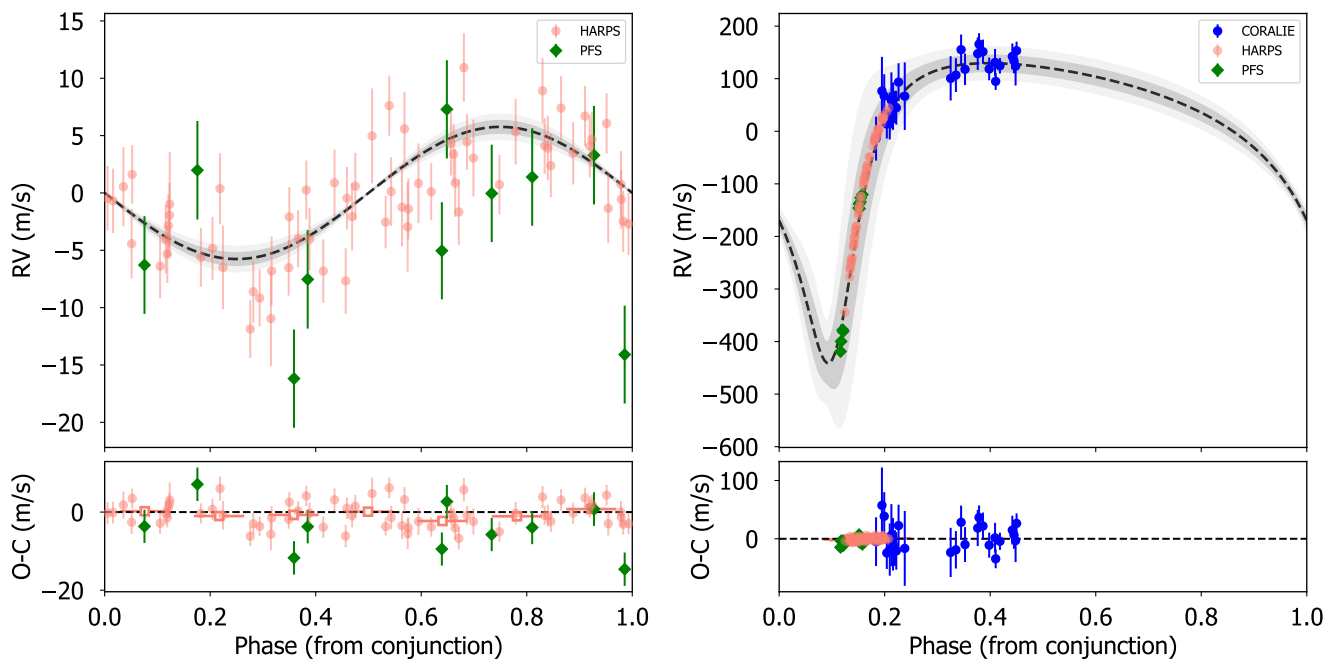 15
10
5
0
−5
−10
−15
−20
RV (m/s)
HARPS
PFS
0
−20
O-C (m/s)
0.0 0.2 0.4 0.6 0.8 1.0
Phase (from conjunction)
200
100
0
−100
−200
−300
−400
−500
−600
RV (m/s)
CORALIE
HARPS
PFS
100
0
O-C (m/s)
0.0 0.2 0.4 0.6 0.8 1.0
Phase (from conjunction)